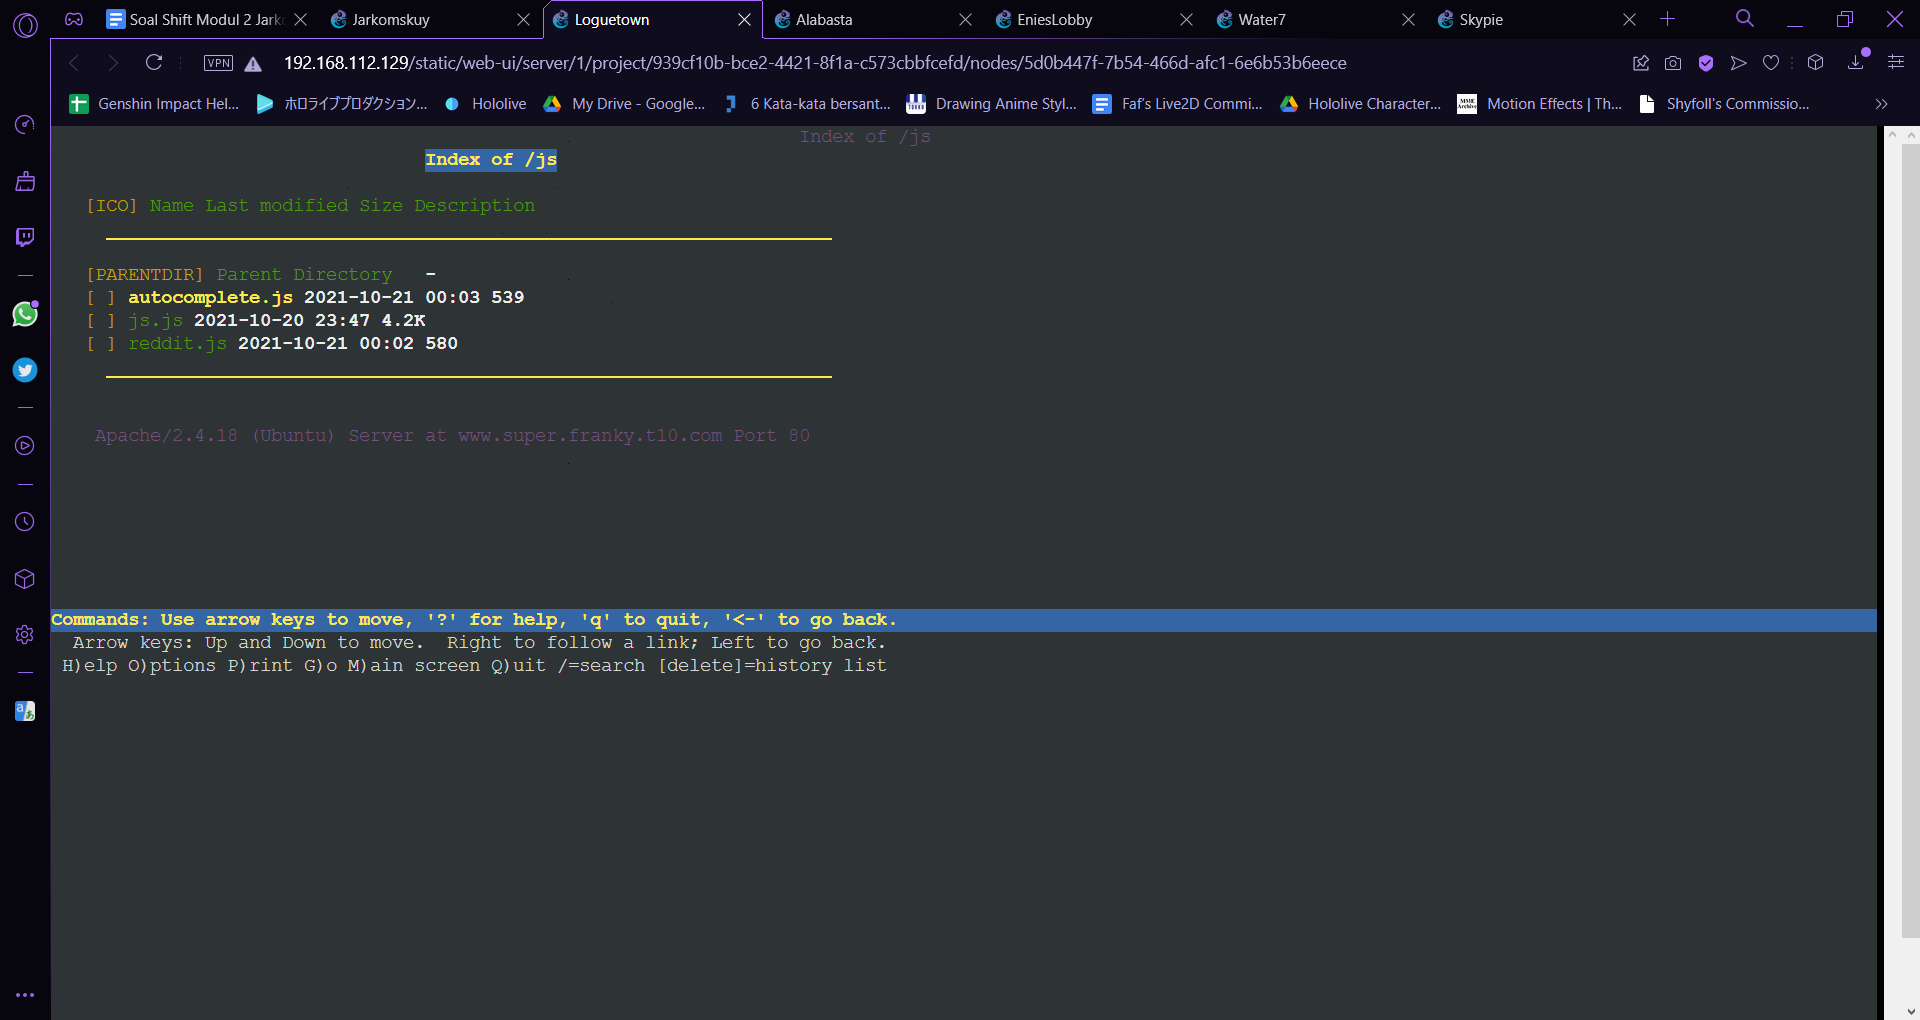 Soal Shift Modul 2 Jark
Jarkomskuy
Loguetown
Alabasta
EniesLobby
Water7
Skypie
VPN
192.168.112.129/static/web-ui/server/1/project/939cf10b-bce2-4421-8f1a-c573cbbfcefd/nodes/5d0b447f-7b54-466d-afc1-6e6b53b6eece
Genshin Impact Hel...
ホロライブプロダクション...
Hololive
My Drive - Google...
6 Kata-kata bersant...
Drawing Anime Styl...
Faf's Live2D Commi...
Hololive Character...
Motion Effects | Th...
Shyfoll's Commissio...
Index of /js
Index of /js
[ICO] Name Last modified Size Description
[PARENTDIR] Parent Directory   -
[ ] autocomplete.js 2021-10-21 00:03 539
[ ] js.js 2021-10-20 23:47 4.2K
[ ] reddit.js 2021-10-21 00:02 580
Apache/2.4.18 (Ubuntu) Server at www.super.franky.t10.com Port 80
Commands: Use arrow keys to move, '?' for help, 'q' to quit, '<-' to go back.
Arrow keys: Up and Down to move.  Right to follow a link; Left to go back.
H)elp O)ptions P)rint G)o M)ain screen Q)uit /=search [delete]=history list